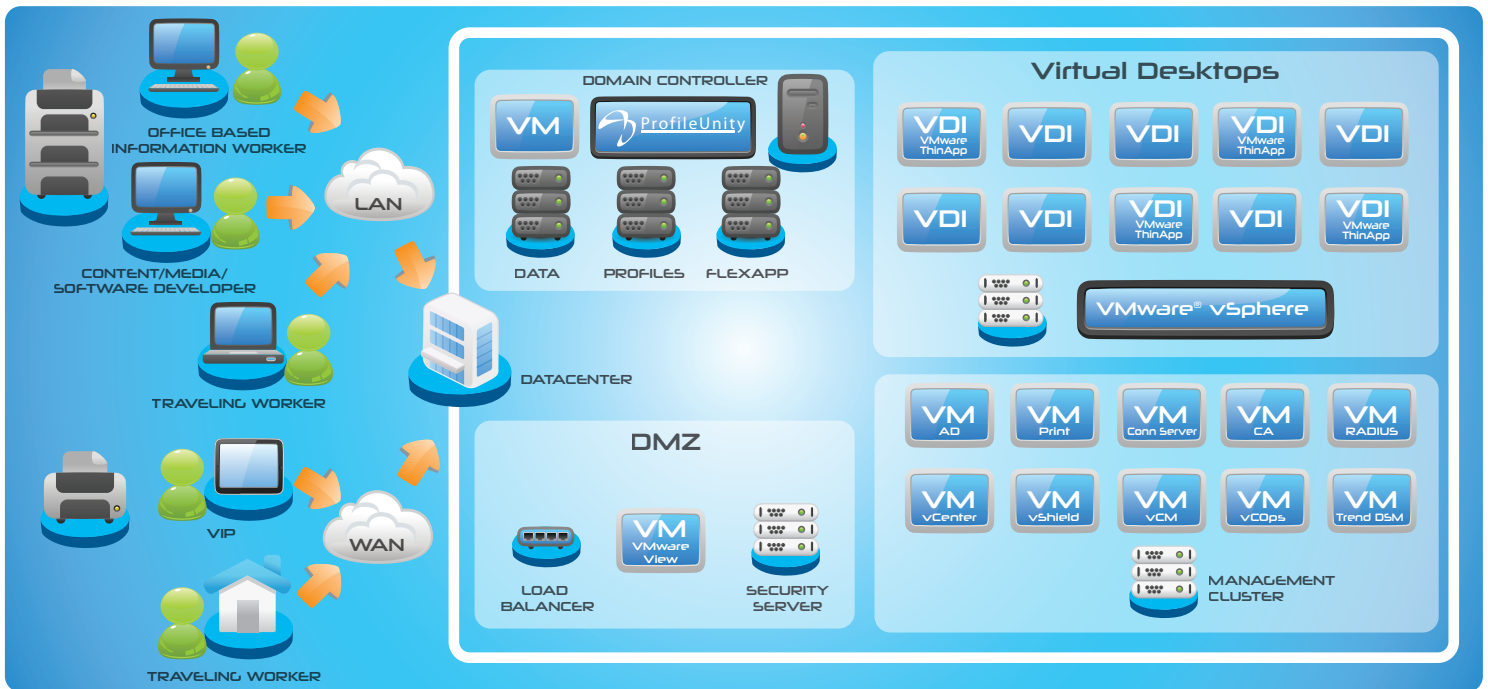 OFFICE BASED
INFORMATION WORKER
CONTENT/MEDIA/
SOFTWARE DEVELOPER
TRAVELING WORKER
VIP
TRAVELING WORKER
LAN
WAN
DATACENTER
DOMAIN CONTROLLER
VM
ProfileUnity
DATA
PROFILES
FLEXAPP
DMZ
LOAD
BALANCER
VM
VMware
View
SECURITY
SERVER
Virtual Desktops
VDI
VMware
ThinApp
VDI
VDI
VDI
VMware
ThinApp
VDI
VDI
VDI
VDI
VMware
ThinApp
VDI
VDI
VMware
ThinApp
VMware® vSphere
VM
AD
VM
Print
VM
Conn Server
VM
CA
VM
RADIUS
VM
vCenter
VM
vShield
VM
vCM
VM
vCOps
VM
Trend DSM
MANAGEMENT
CLUSTER